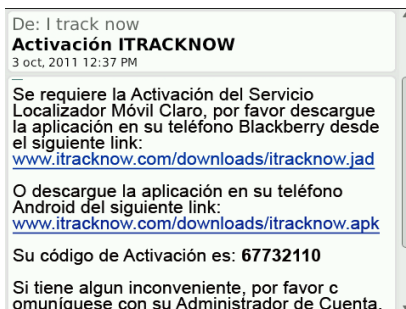 De: I track now
Activación ITRACKNOW
3 oct, 2011 12:37 PM
Se requiere la Activación del Servicio
Localizador Móvil Claro, por favor descargue
la aplicación en su teléfono Blackberry desde
el siguiente link:
www.itracknow.com/downloads/itracknow.jad
O descargue la aplicación en su teléfono
Android del siguiente link:
www.itracknow.com/downloads/itracknow.apk
Su código de Activación es: 67732110
Si tiene algun inconveniente, por favor c
omuníquese con su Administrador de Cuenta.